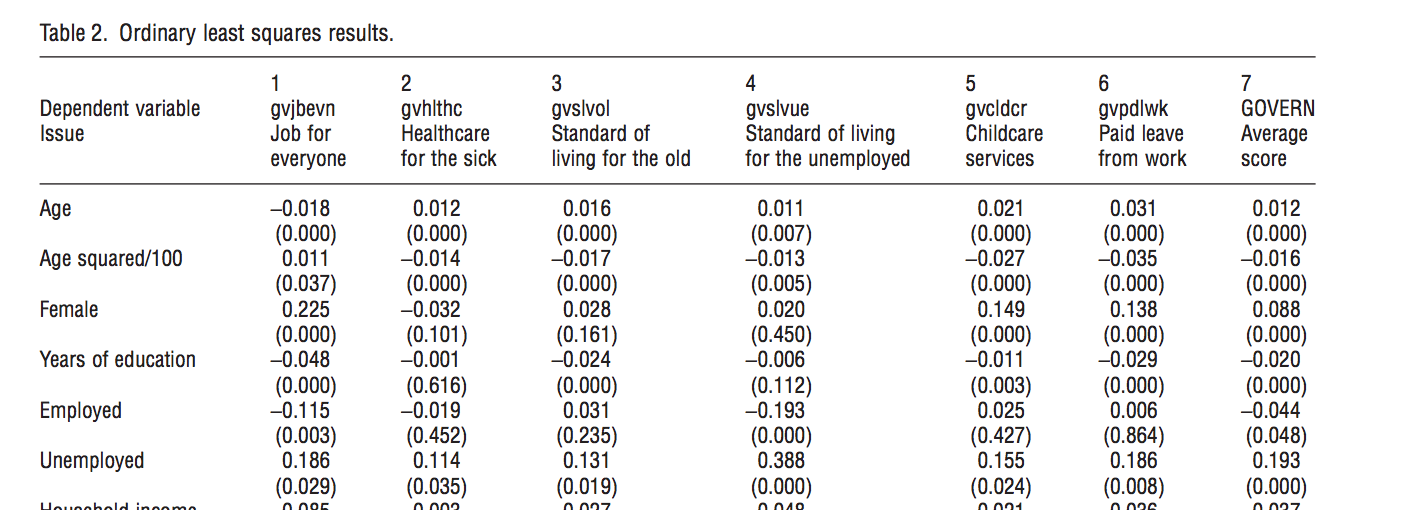 Table 2. Ordinary least squares results.
1 2 3 4 5 6 7
Dependent variable gvjbevn gvhlthc gvslvol gvslvue gvcldcr gvpdlwk GOVERN
Issue Job for Healthcare Standard of Standard of living Childcare Paid leave Average
everyone for the sick living for the old for the unemployed services from work score
Age –0.018 0.012 0.016 0.011 0.021 0.031 0.012
(0.000) (0.000) (0.000) (0.007) (0.000) (0.000) (0.000)
Age squared/100 0.011 –0.014 –0.017 –0.013 –0.027 –0.035 –0.016
(0.037) (0.000) (0.000) (0.005) (0.000) (0.000) (0.000)
Female 0.225 –0.032 0.028 0.020 0.149 0.138 0.088
(0.000) (0.101) (0.161) (0.450) (0.000) (0.000) (0.000)
Years of education –0.048 –0.001 –0.024 –0.006 –0.011 –0.029 –0.020
(0.000) (0.616) (0.000) (0.112) (0.003) (0.000) (0.000)
Employed –0.115 –0.019 0.031 –0.193 0.025 0.006 –0.044
(0.003) (0.452) (0.235) (0.000) (0.427) (0.864) (0.048)
Unemployed 0.186 0.114 0.131 0.388 0.155 0.186 0.193
(0.029) (0.035) (0.019) (0.000) (0.024) (0.008) (0.000)
Household income